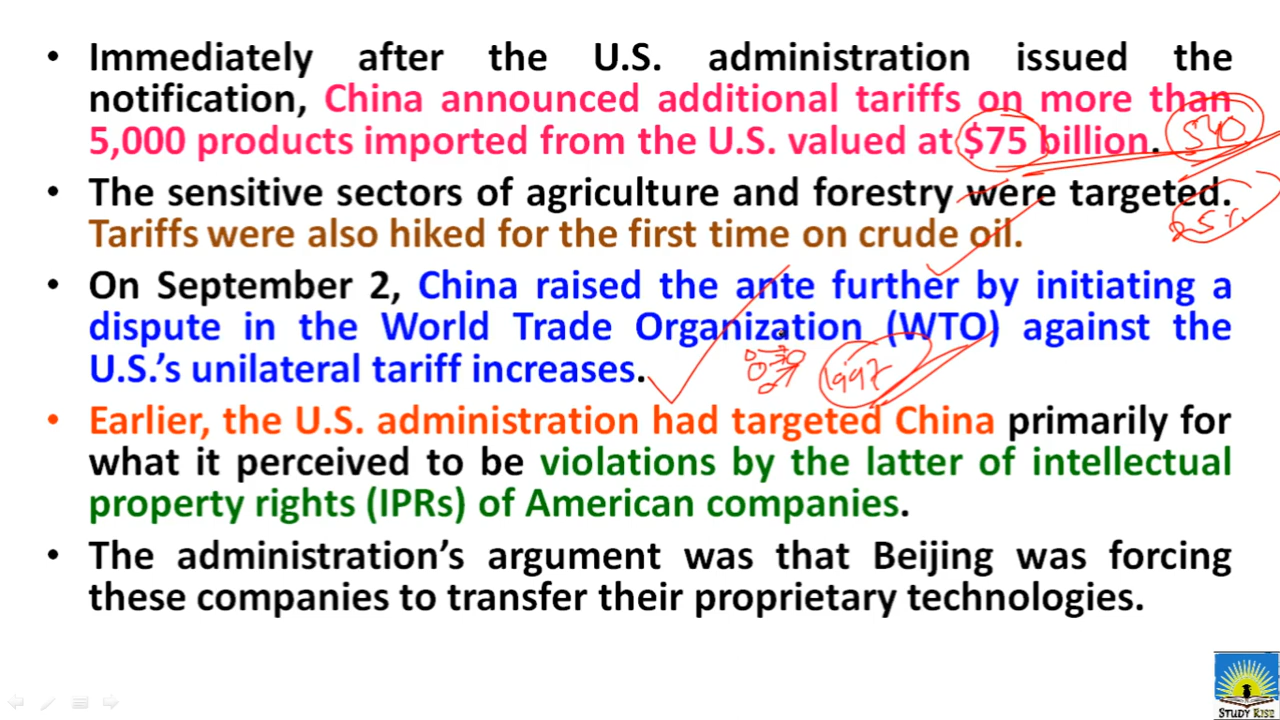 • Immediately after the U.S. administration issued the
notification, China announced additional tariffs on more than
5,000 products imported from the U.S. valued at $75 billion.
540
• The sensitive sectors of agriculture and forestry were targeted.
25%
Tariffs were also hiked for the first time on crude oil.
• On September 2, China raised the ante further by initiating a
dispute in the World Trade Organization (WTO) against the
U.S.'s unilateral tariff increases.
1997
• Earlier, the U.S. administration had targeted China primarily for
what it perceived to be violations by the latter of intellectual
property rights (IPRs) of American companies.
• The administration's argument was that Beijing was forcing
these companies to transfer their proprietary technologies.
STUDY RISE